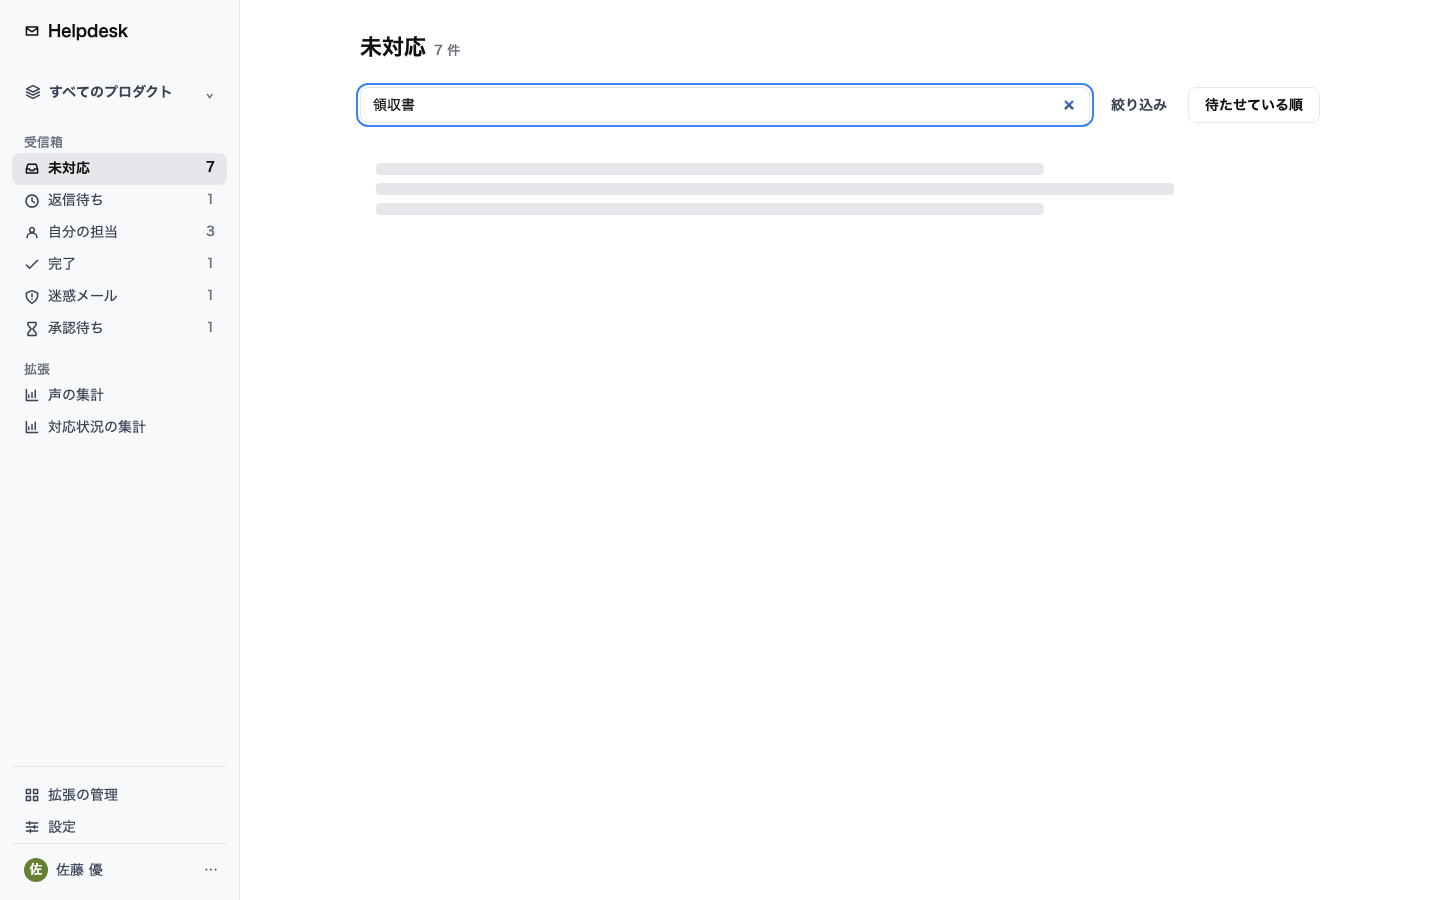 Helpdesk
すべてのプロダクト
受信箱
未対応 7
返信待ち 1
自分の担当 3
完了 1
迷惑メール 1
承認待ち 1
拡張
声の集計
対応状況の集計
拡張の管理
設定
佐 佐藤 優 …
未対応 7 件
領収書
絞り込み
待たせている順